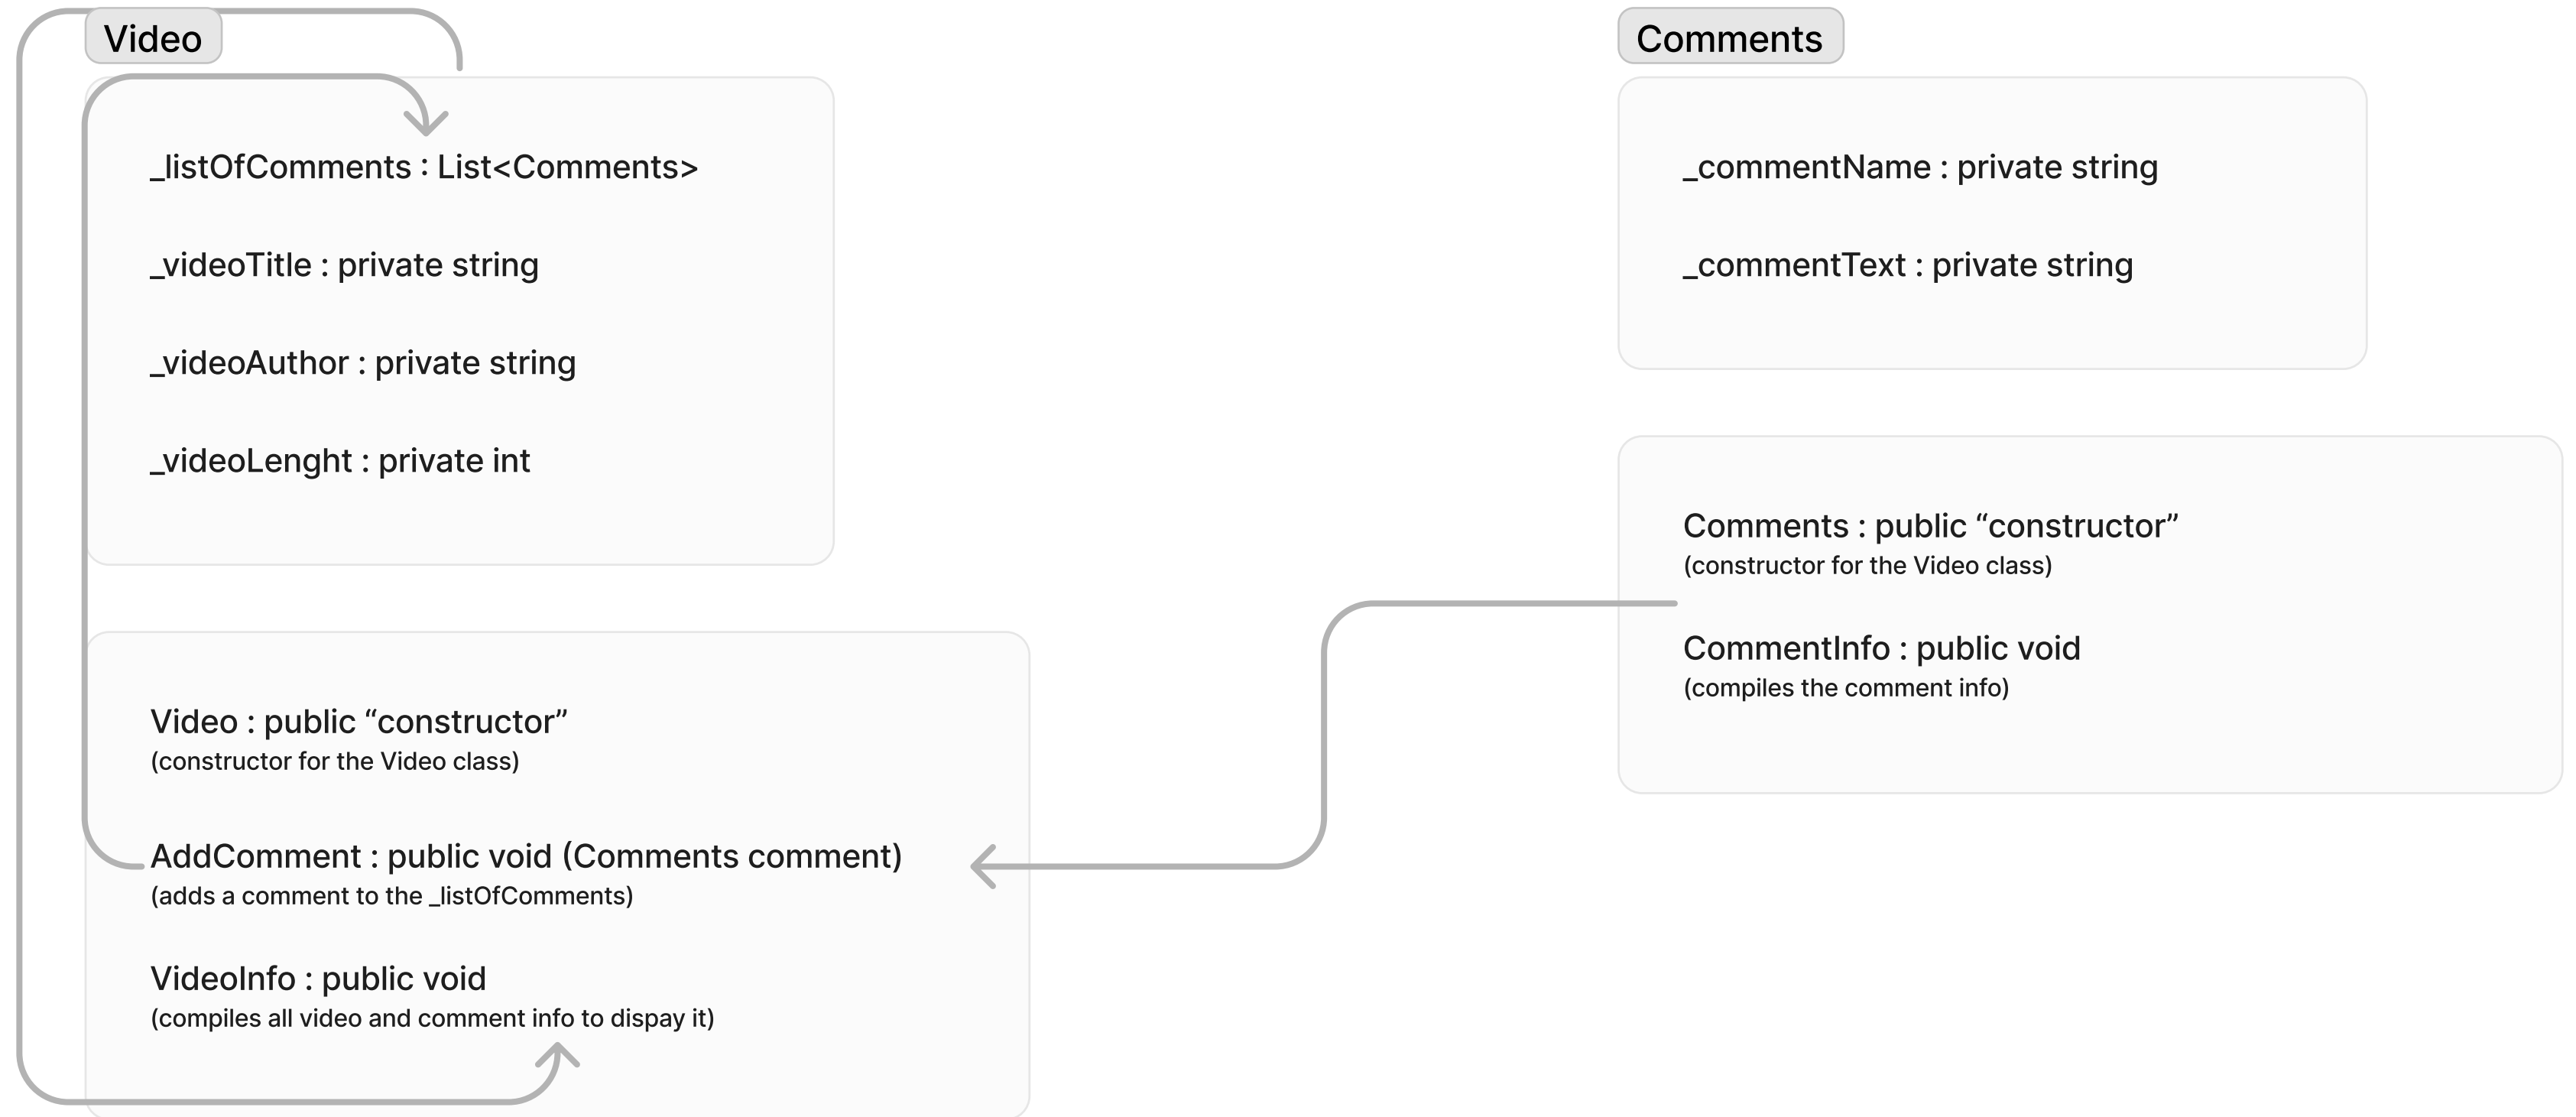 Video
_listOfComments : List<Comments>
_videoTitle : private string
_videoAuthor : private string
_videoLenght : private int
Video : public “constructor”
(constructor for the Video class)
AddComment : public void (Comments comment)
(adds a comment to the _listOfComments)
VideoInfo : public void
(compiles all video and comment info to dispay it)
Comments
_commentName : private string
_commentText : private string
Comments : public “constructor”
(constructor for the Video class)
CommentInfo : public void
(compiles the comment info)